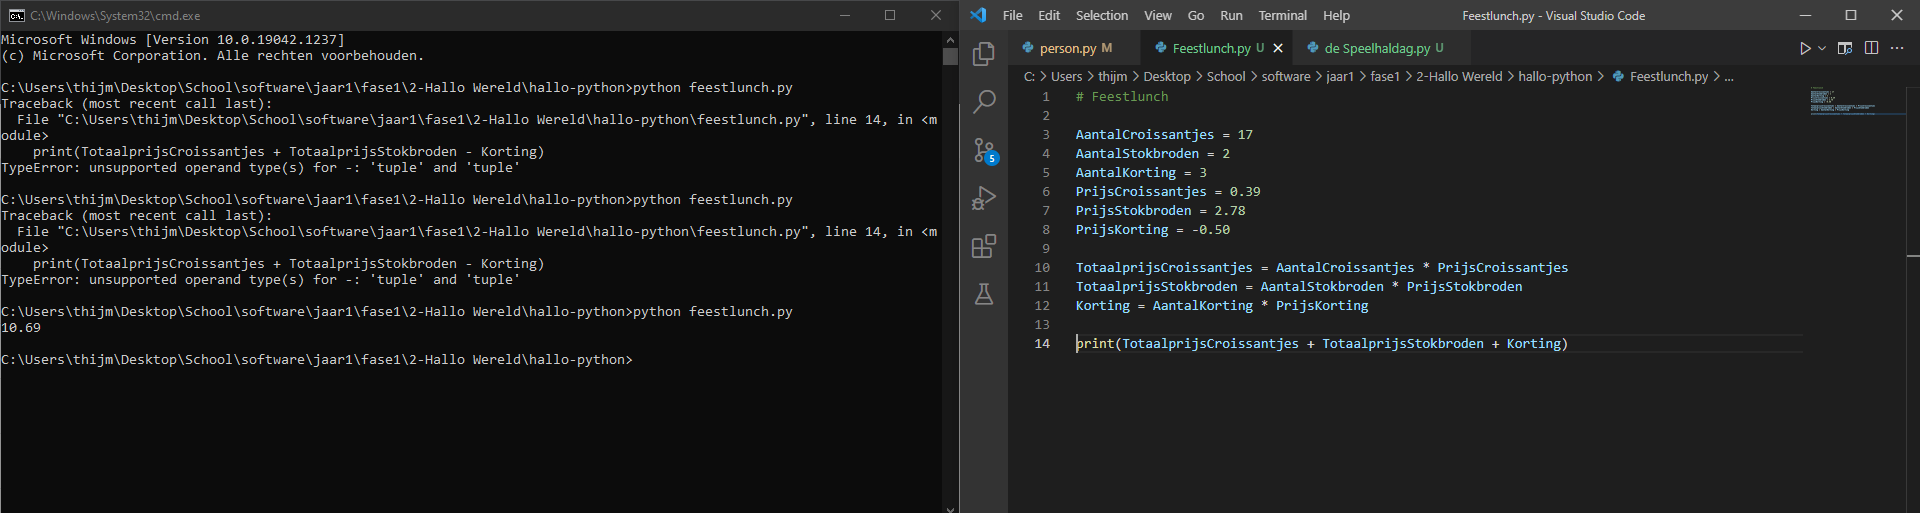 C:\Windows\System32\cmd.exe
Microsoft Windows [Version 10.0.19042.1237]
(c) Microsoft Corporation. Alle rechten voorbehouden.
C:\Users\thijm\Desktop\School\software\jaar1\fase1\2-Hallo Wereld\hallo-python>python feestlunch.py
Traceback (most recent call last):
  File "C:\Users\thijm\Desktop\School\software\jaar1\fase1\2-Hallo Wereld\hallo-python\feestlunch.py", line 14, in <m
odule>
    print(TotaalprijsCroissantjes + TotaalprijsStokbroden - Korting)
TypeError: unsupported operand type(s) for -: 'tuple' and 'tuple'
C:\Users\thijm\Desktop\School\software\jaar1\fase1\2-Hallo Wereld\hallo-python>python feestlunch.py
Traceback (most recent call last):
  File "C:\Users\thijm\Desktop\School\software\jaar1\fase1\2-Hallo Wereld\hallo-python\feestlunch.py", line 14, in <m
odule>
    print(TotaalprijsCroissantjes + TotaalprijsStokbroden - Korting)
TypeError: unsupported operand type(s) for -: 'tuple' and 'tuple'
C:\Users\thijm\Desktop\School\software\jaar1\fase1\2-Hallo Wereld\hallo-python>python feestlunch.py
10.69
C:\Users\thijm\Desktop\School\software\jaar1\fase1\2-Hallo Wereld\hallo-python>
File Edit Selection View Go Run Terminal Help Feestlunch.py - Visual Studio Code
person.py M Feestlunch.py U de Speelhaldag.py U
C: > Users > thijm > Desktop > School > software > jaar1 > fase1 > 2-Hallo Wereld > hallo-python > Feestlunch.py > ...
5
1 # Feestlunch
2
3 AantalCroissantjes = 17
4 AantalStokbroden = 2
5 AantalKorting = 3
6 PrijsCroissantjes = 0.39
7 PrijsStokbroden = 2.78
8 PrijsKorting = -0.50
9
10 TotaalprijsCroissantjes = AantalCroissantjes * PrijsCroissantjes
11 TotaalprijsStokbroden = AantalStokbroden * PrijsStokbroden
12 Korting = AantalKorting * PrijsKorting
13
14 print(TotaalprijsCroissantjes + TotaalprijsStokbroden + Korting)